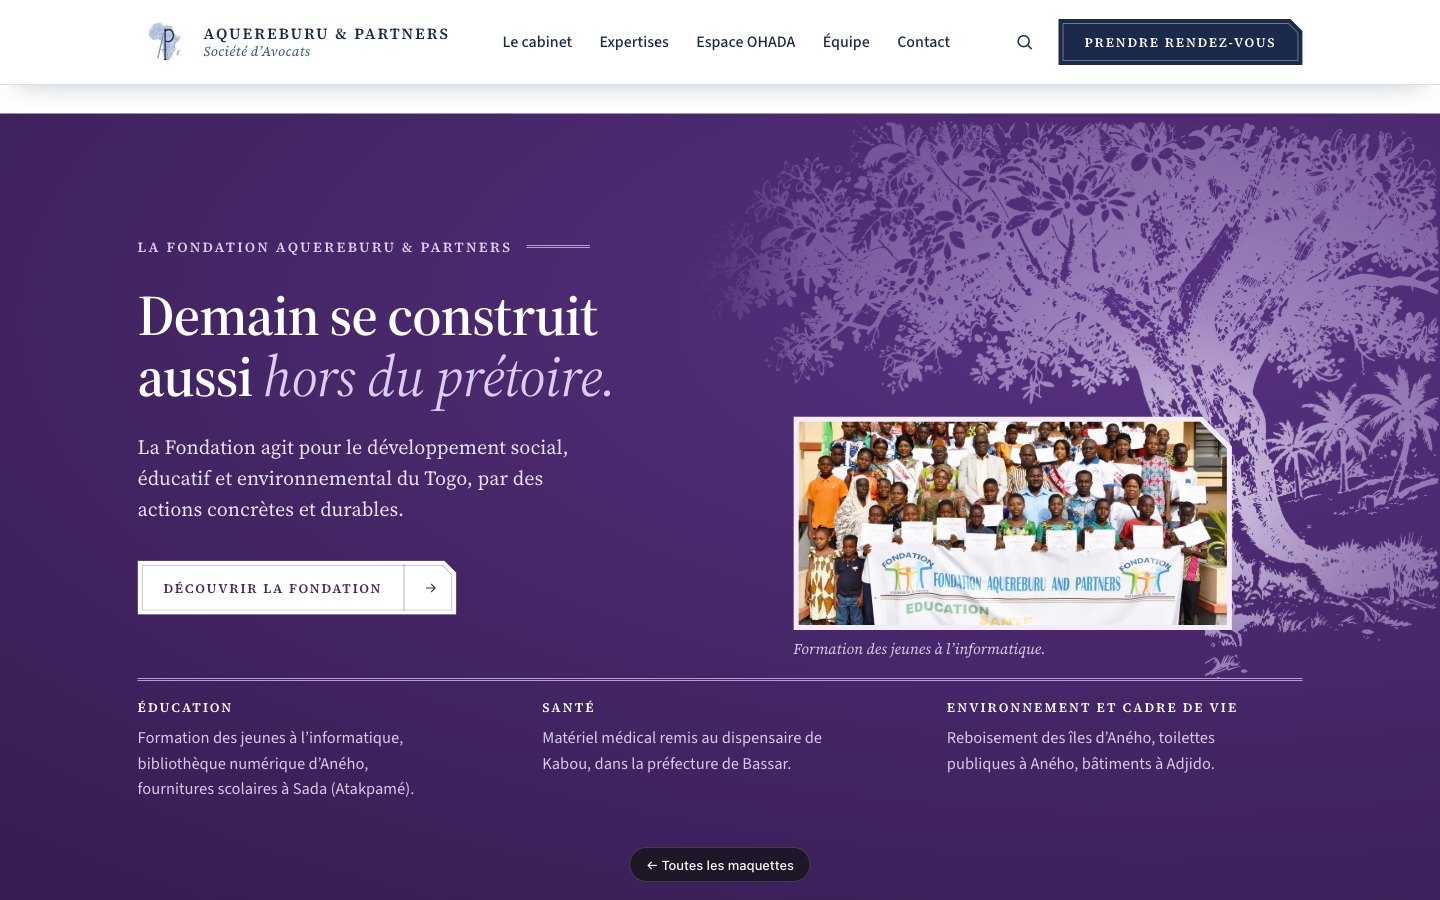 AQUEREBURU & PARTNERS
Société d’Avocats
Le cabinet
Expertises
Espace OHADA
Équipe
Contact
PRENDRE RENDEZ-VOUS
LA FONDATION AQUEREBURU & PARTNERS
Demain se construit
aussi hors du prétoire.
La Fondation agit pour le développement social,
éducatif et environnemental du Togo, par des
actions concrètes et durables.
DÉCOUVRIR LA FONDATION →
FONDATION
FONDATION
FONDATION AQUEREBURU AND PARTNERS
EDUCATION
SANTE
Formation des jeunes à l’informatique.
ÉDUCATION
Formation des jeunes à l’informatique,
bibliothèque numérique d’Aného,
fournitures scolaires à Sada (Atakpamé).
SANTÉ
Matériel médical remis au dispensaire de
Kabou, dans la préfecture de Bassar.
ENVIRONNEMENT ET CADRE DE VIE
Reboisement des îles d’Aného, toilettes
publiques à Aného, bâtiments à Adjido.
← Toutes les maquettes